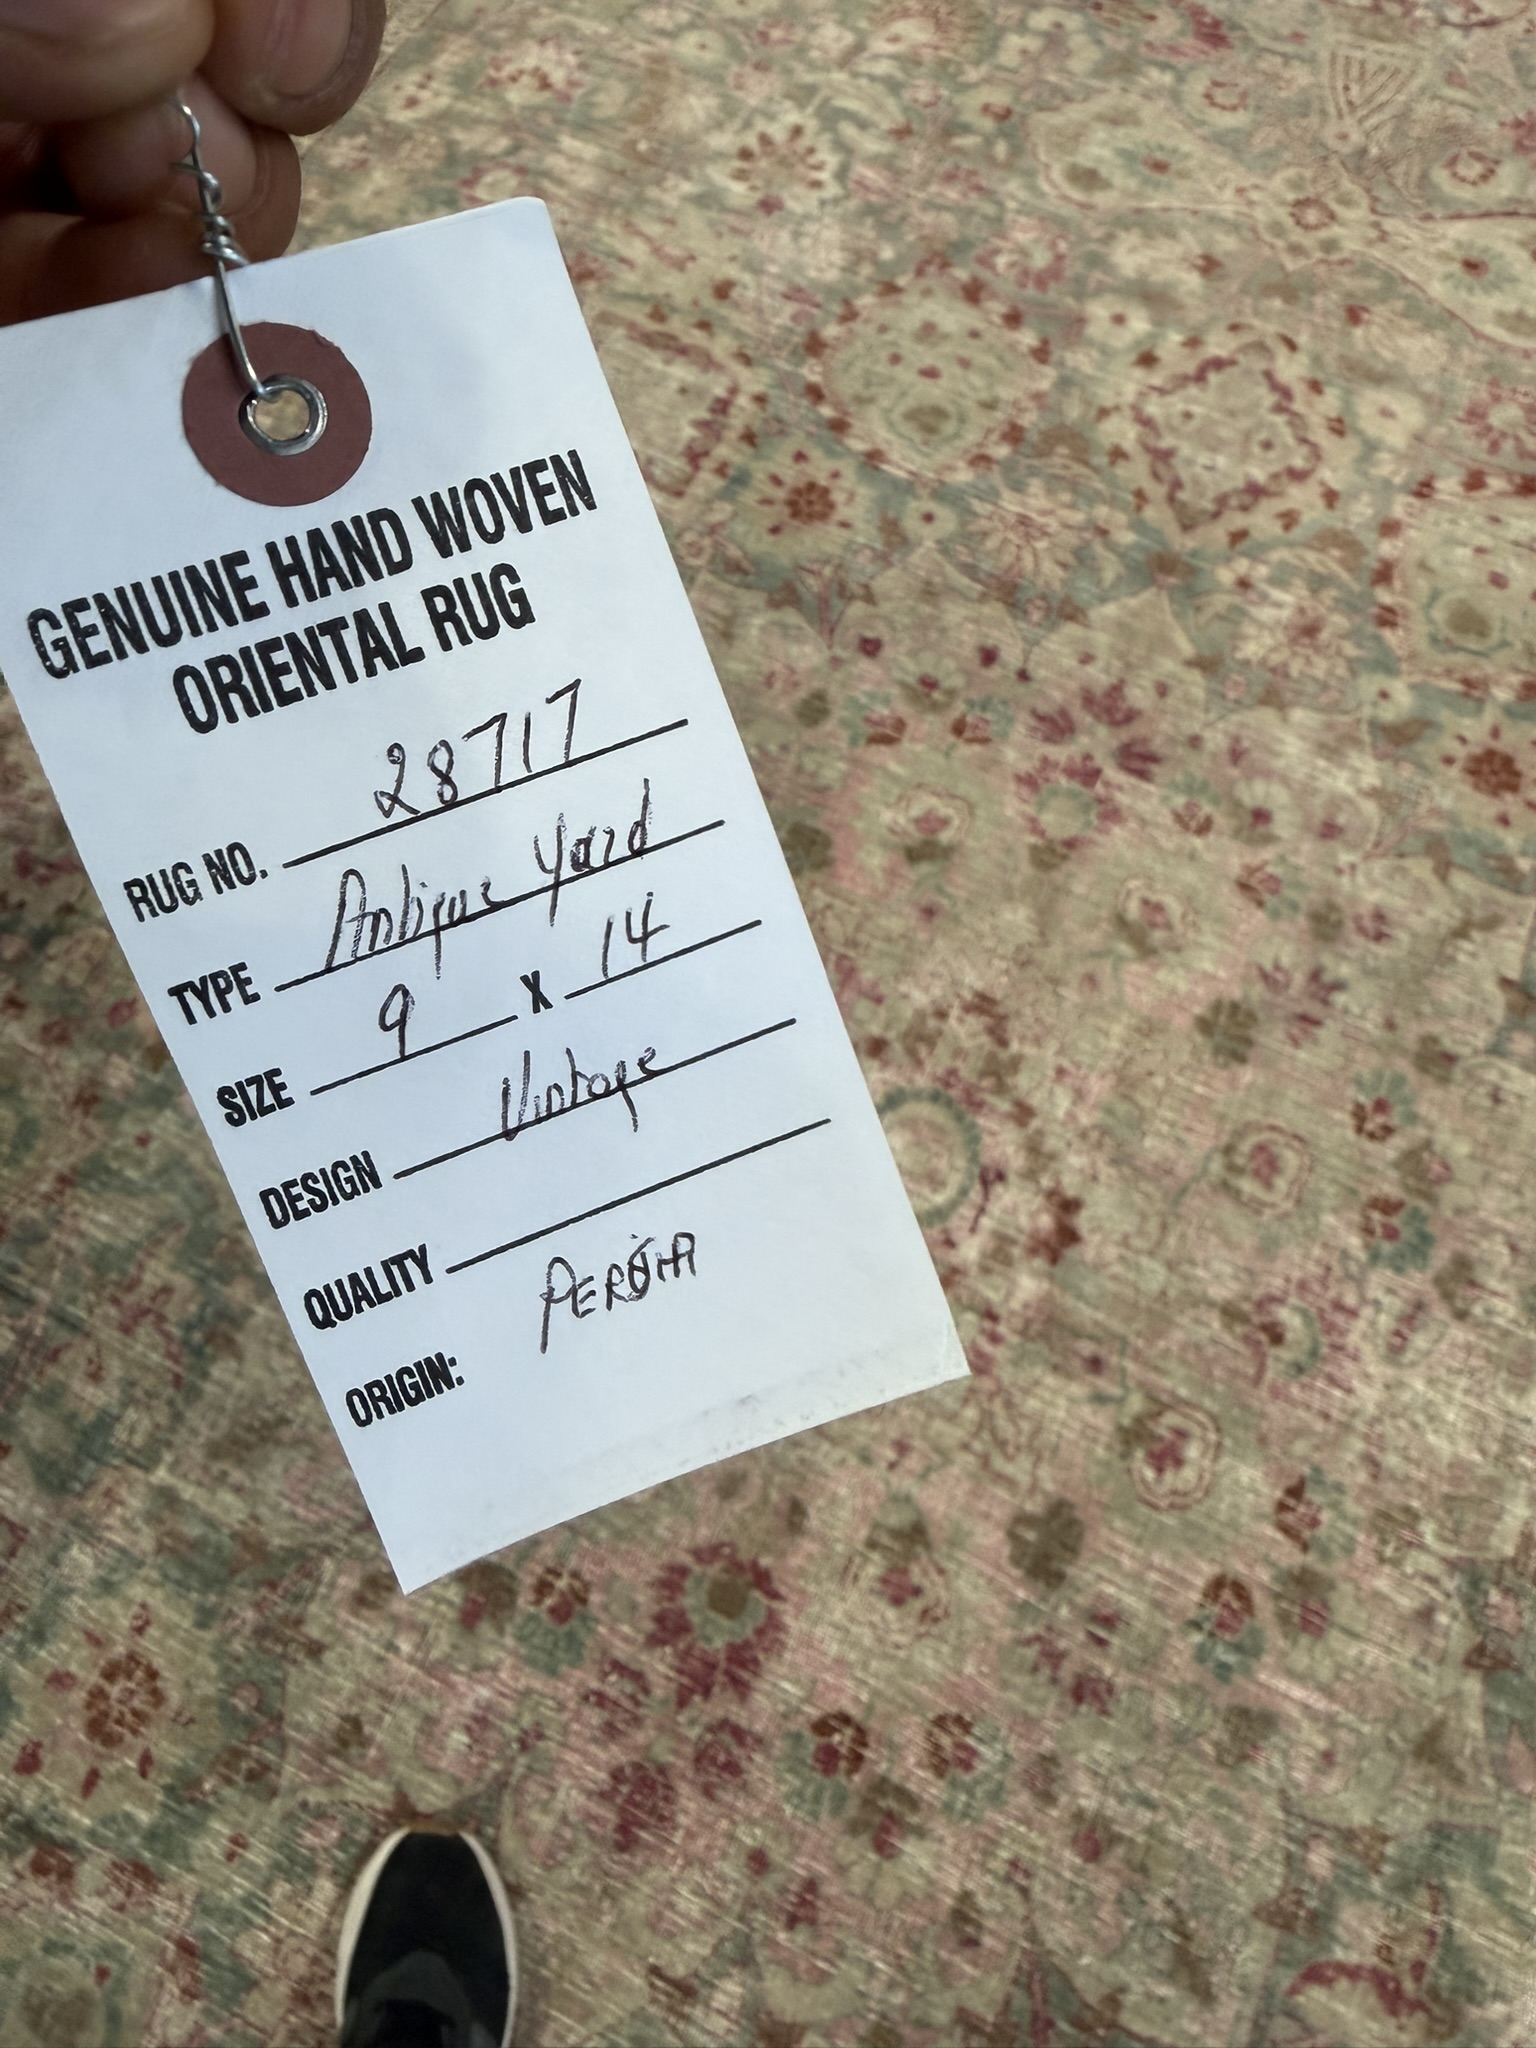 GENUINE HAND WOVEN
ORIENTAL RUG
RUG NO. 28717
TYPE Antique Yazd
SIZE 9 X 14
DESIGN Vintage
QUALITY
ORIGIN: PERSIA